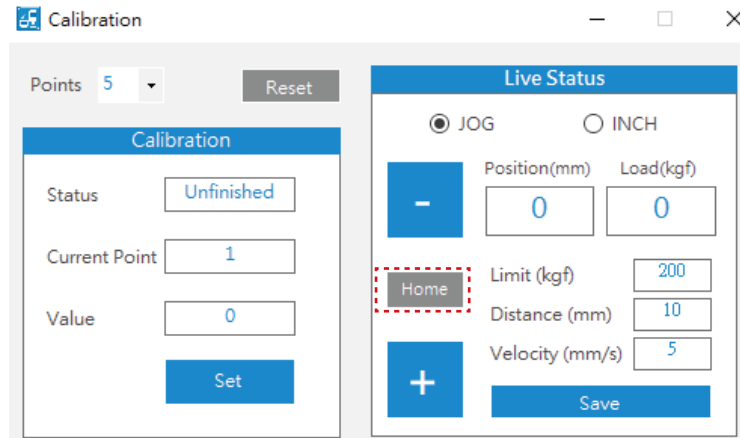 Calibration
Points 5 Reset
Calibration
Status Unfinished
Current Point 1
Value 0
Set
Live Status
JOG INCH
Position(mm) Load(kgf)
- 0 0
Home
Limit (kgf) 200
Distance (mm) 10
Velocity (mm/s) 5
+
Save